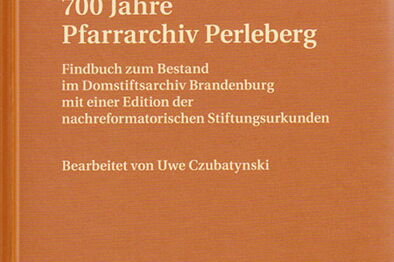 700 Jahre
Pfarrarchiv Perleberg
Findbuch zum Bestand
im Domstiftsarchiv Brandenburg
mit einer Edition der
nachreformatorischen Stiftungsurkunden
Bearbeitet von Uwe Czubatynski